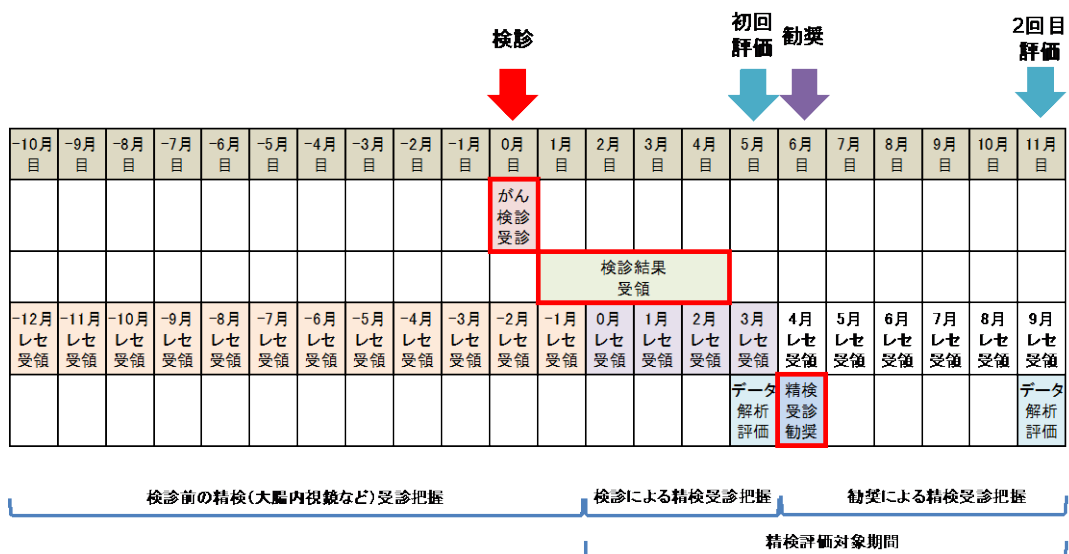 検診
初回
評価
勧奨
2回目
評価
-10月 -9月 -8月 -7月 -6月 -5月 -4月 -3月 -2月 -1月 0月 1月 2月 3月 4月 5月 6月 7月 8月 9月 10月 11月
目 目 目 目 目 目 目 目 目 目 目 目 目 目 目 目 目 目 目 目 目 目
がん
検診
受診
検診結果
受領
-12月 -11月 -10月 -9月 -8月 -7月 -6月 -5月 -4月 -3月 -2月 -1月 0月 1月 2月 3月 4月 5月 6月 7月 8月 9月
レセ レセ レセ レセ レセ レセ レセ レセ レセ レセ レセ レセ レセ レセ レセ レセ レセ レセ レセ レセ レセ レセ
受領 受領 受領 受領 受領 受領 受領 受領 受領 受領 受領 受領 受領 受領 受領 受領 受領 受領 受領 受領 受領 受領
データ 精検 データ
解析 受診 解析
評価 勧奨 評価
検診前の精検(大腸内視鏡など)受診把握
検診による精検受診把握
勧奨による精検受診把握
精検評価対象期間